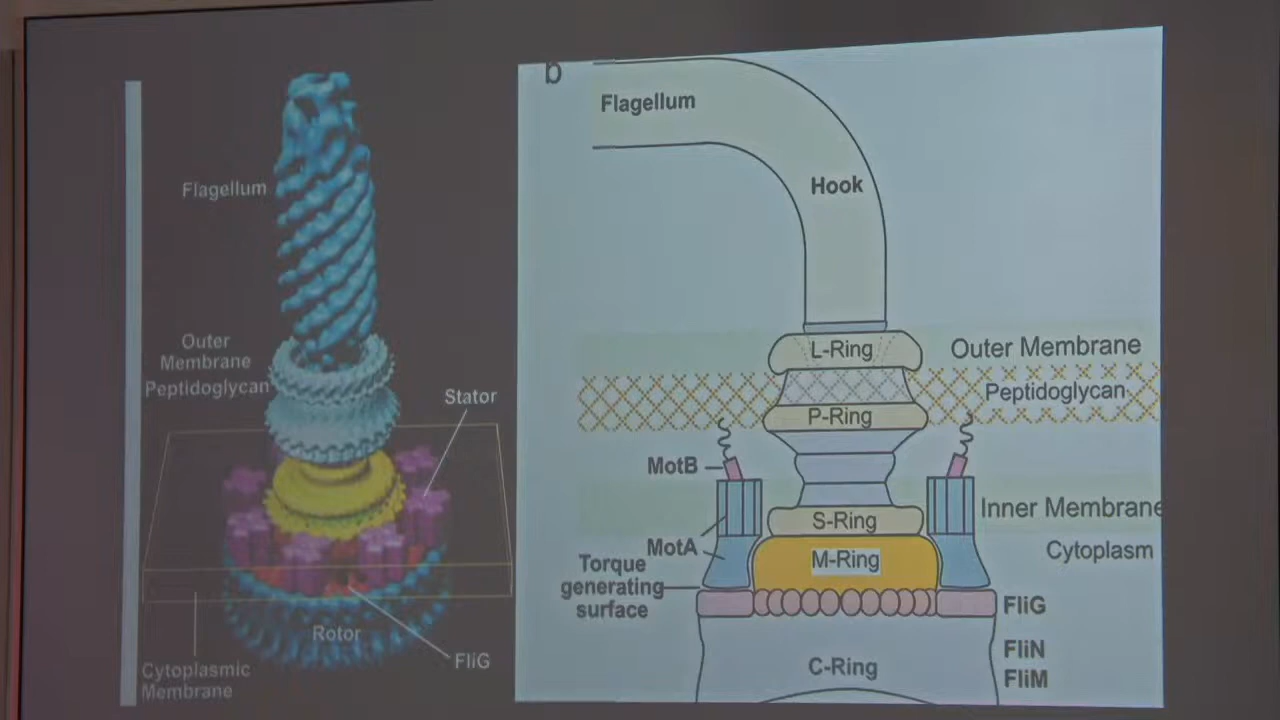 Flagellum
Outer
Membrane
Peptidoglycan
Stator
Rotor
FliG
Cytoplasmic
Membrane
b
Flagellum
Hook
L-Ring
Outer Membrane
Peptidoglycan
P-Ring
MotB
S-Ring
Inner Membrane
MotA
M-Ring
Cytoplasm
Torque
generating
surface
FliG
FliN
C-Ring
FliM